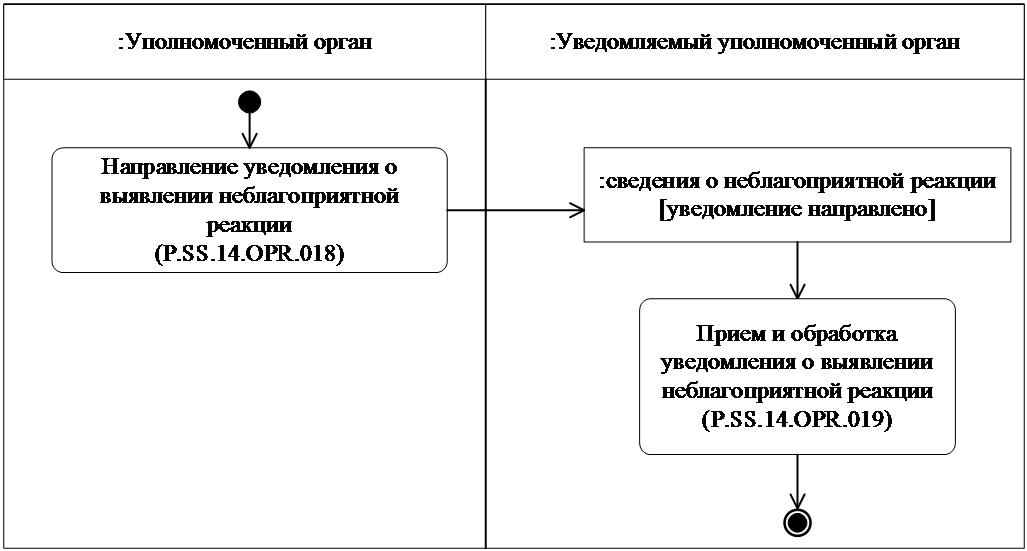 :Уполномоченный орган
:Уведомляемый уполномоченный орган
Направление уведомления о
выявлении неблагоприятной
реакции
(P.SS.14.OPR.018)
:сведения о неблагоприятной реакции
[уведомление направлено]
Прием и обработка
уведомления о выявлении
неблагоприятной реакции
(P.SS.14.OPR.019)